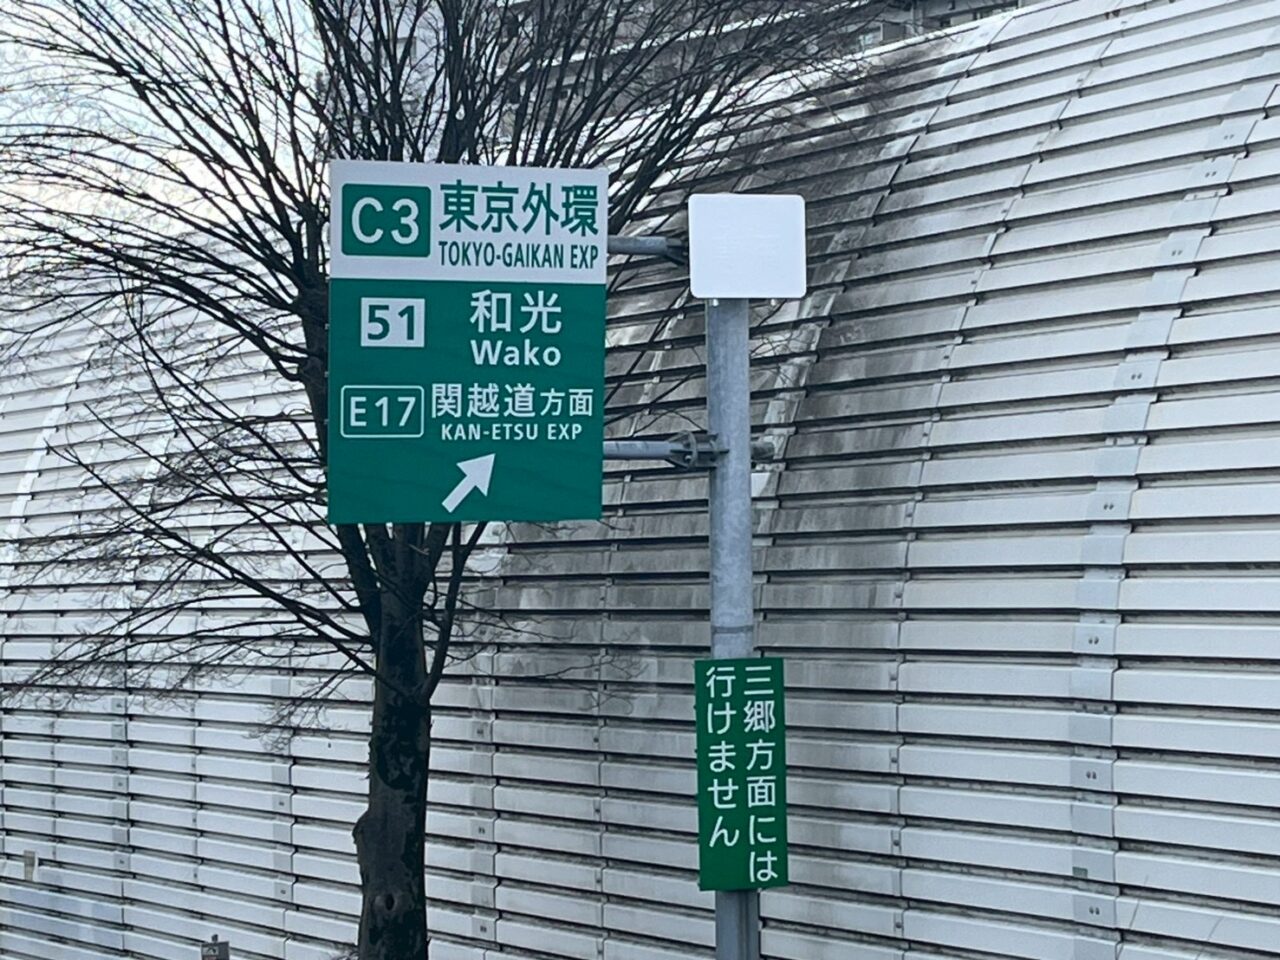 C3 東京外環
TOKYO-GAIKAN EXP
51 和光
Wako
E17 関越道方面
KAN-ETSU EXP
三郷方面には
行けません